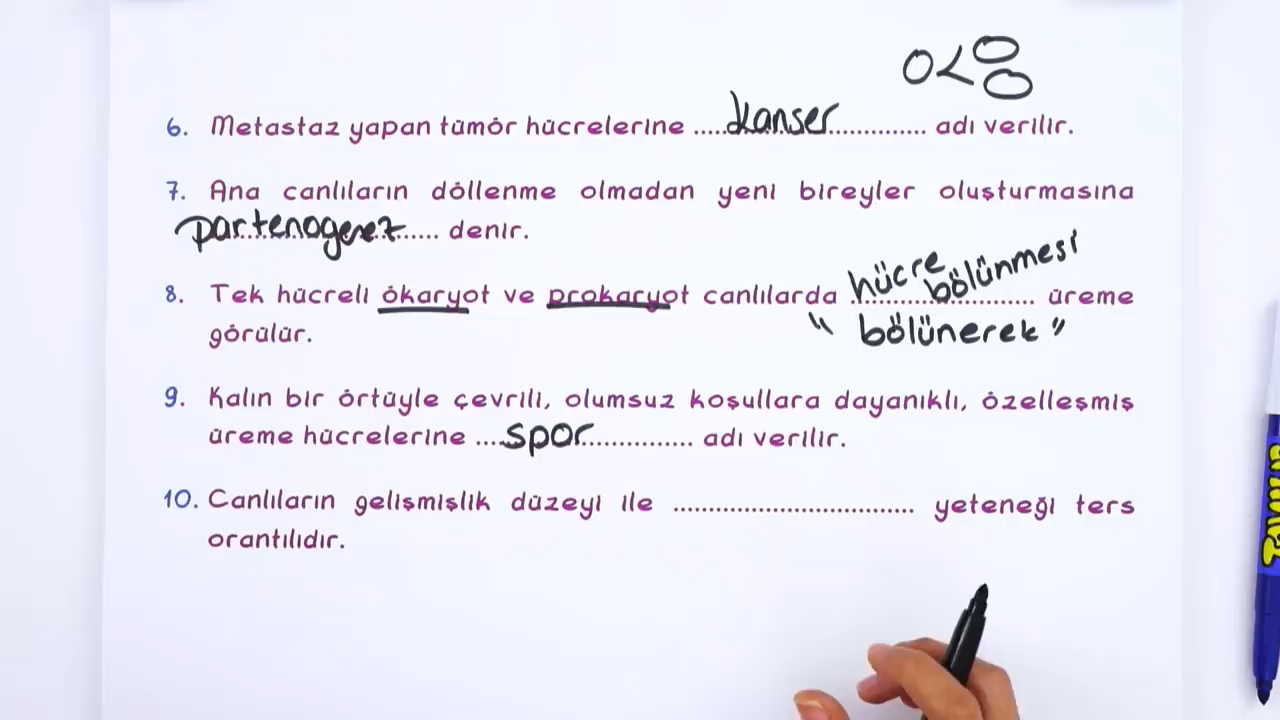 6. Metastaz yapan tümör hücrelerine .....kanser............. adı verilir.
7. Ana canlıların döllenme olmadan yeni bireyler oluşturmasına
partenogenez..... denir.
8. Tek hücreli ökaryot ve prokaryot canlılarda hücre bölünmesi üreme
"bölünerek"
görülür.
9. Kalın bir örtüyle çevrili, olumsuz koşullara dayanıklı, özelleşmiş
üreme hücrelerine ....spor.............. adı verilir.
10. Canlıların gelişmişlik düzeyi ile .................................. yeteneği ters
orantılıdır.